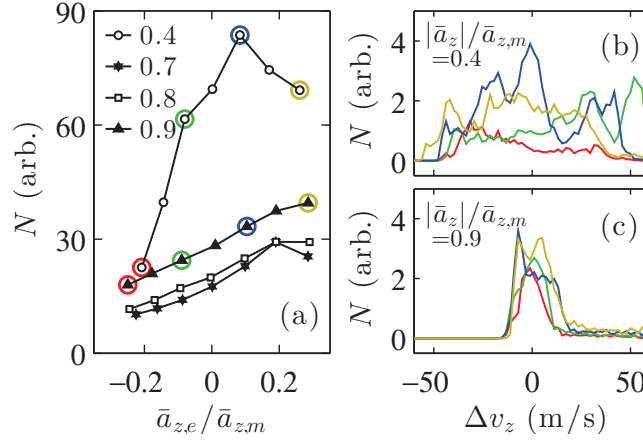 90
60
30
0
N (arb.)
0.4
0.7
0.8
0.9
(a)
−0.2
0
0.2
ā_{z,e}/ā_{z,m}
4
2
0
N (arb.)
|ā_z|/ā_{z,m}
=0.4
(b)
4
2
0
N (arb.)
|ā_z|/ā_{z,m}
=0.9
(c)
−50
0
50
Δv_z (m/s)